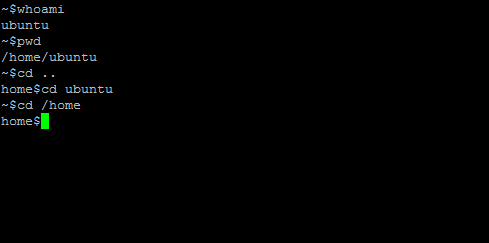 ~$whoami
ubuntu
~$pwd
/home/ubuntu
~$cd ..
home$cd ubuntu
~$cd /home
home$